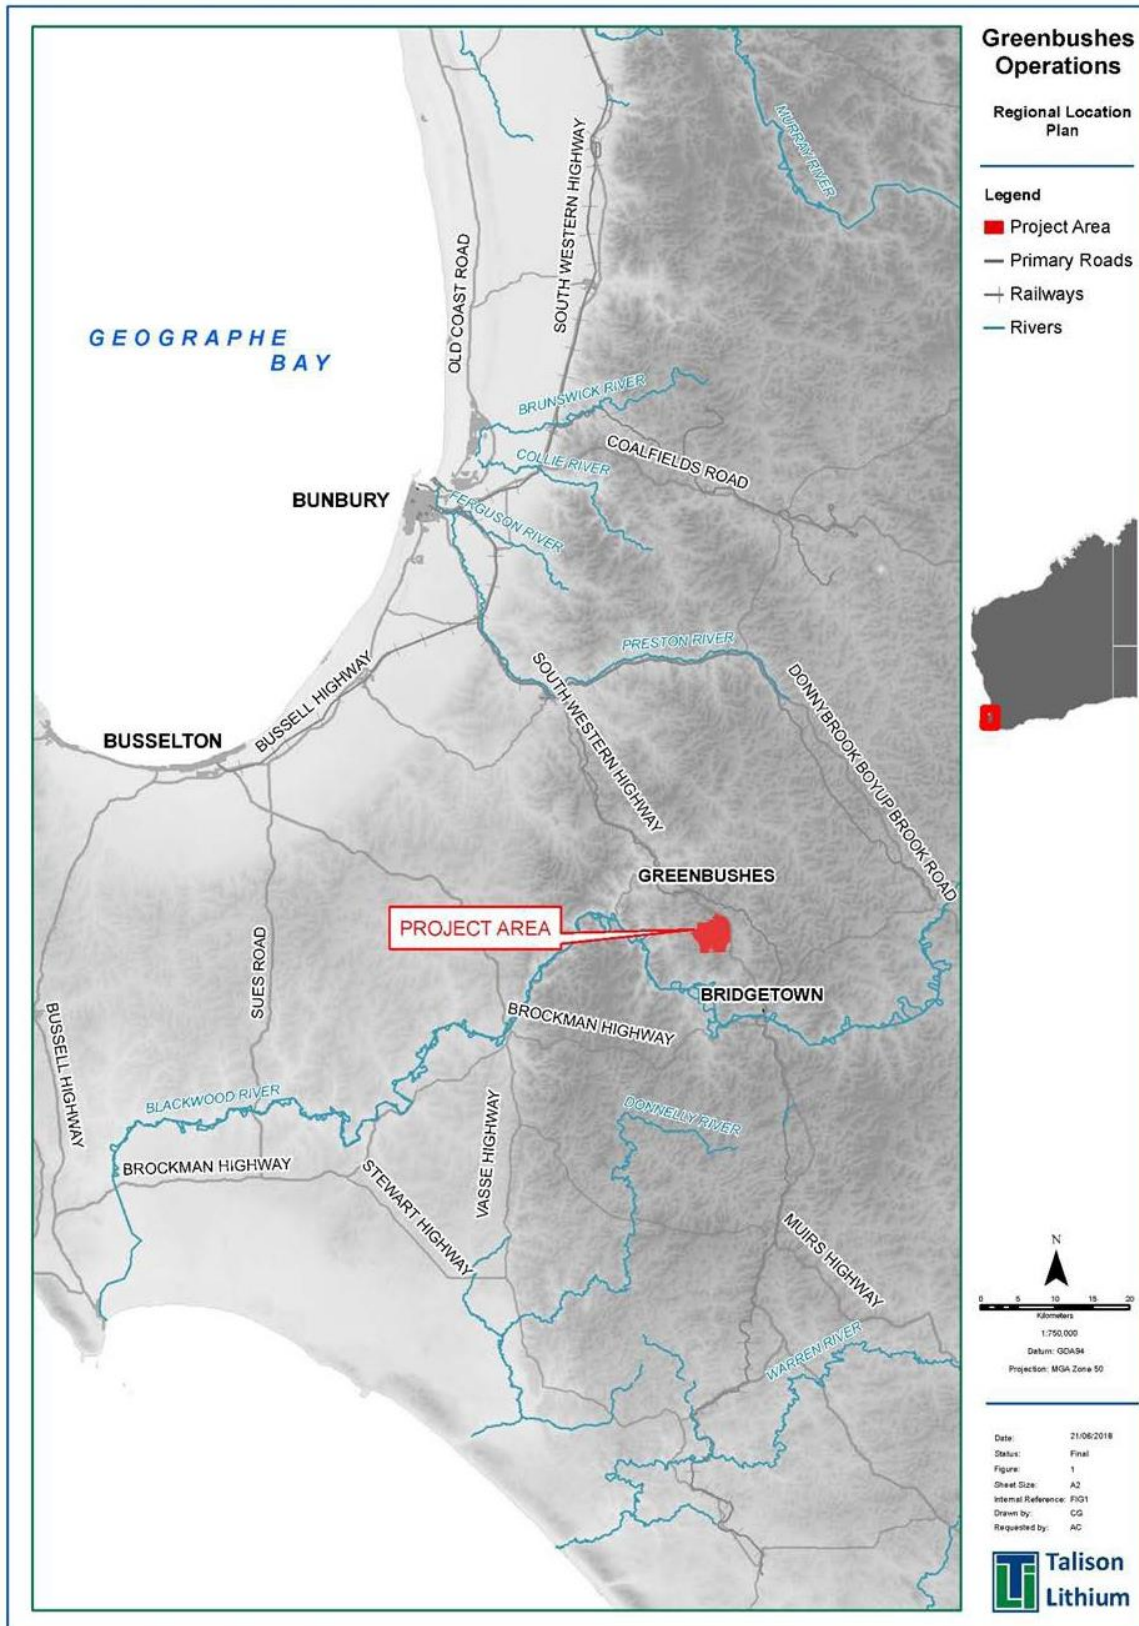 Greenbushes
Operations
Regional Location
Plan
Legend
Project Area
Primary Roads
Railways
Rivers
MURRAY RIVER
SOUTH WESTERN HIGHWAY
OLD COAST ROAD
GEOGRAPHE
BAY
BRUNSWICK RIVER
COALFIELDS ROAD
COLLIE RIVER
BUNBURY
FERGUSON RIVER
PRESTON RIVER
SOUTH WESTERN HIGHWAY
DONNYBROOK BOYUP BROOK ROAD
BUSSELL HIGHWAY
BUSSELTON
GREENBUSHES
PROJECT AREA
SUES ROAD
BRIDGETOWN
BROCKMAN HIGHWAY
BUSSELL HIGHWAY
BLACKWOOD RIVER
DONNELLY RIVER
VASSE HIGHWAY
BROCKMAN HIGHWAY
STEWART HIGHWAY
MUIRS HIGHWAY
WARREN RIVER
N
0 5 10 15 20
Kilometers
1:750,000
Datum: GDA94
Projection: MGA Zone 50
Date: 21/06/2018
Status: Final
Figure: 1
Sheet Size: A2
Internal Reference: FIG1
Drawn by: CG
Requested by: AC
Talison
Lithium